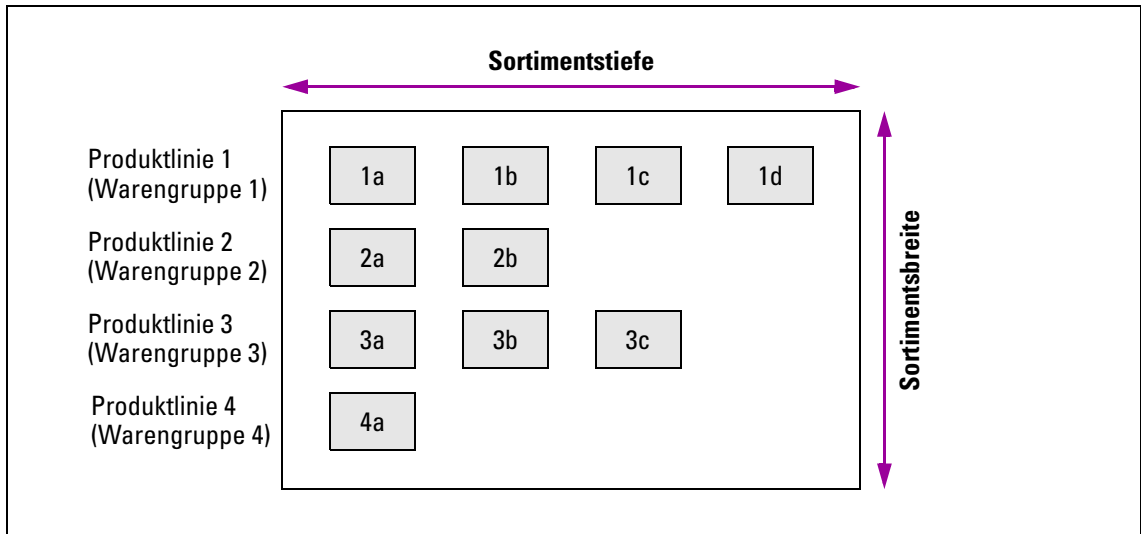 Sortimentstiefe
Produktlinie 1
(Warengruppe 1)
1a 1b 1c 1d
Produktlinie 2
(Warengruppe 2)
2a 2b
Produktlinie 3
(Warengruppe 3)
3a 3b 3c
Produktlinie 4
(Warengruppe 4)
4a
Sortimentsbreite